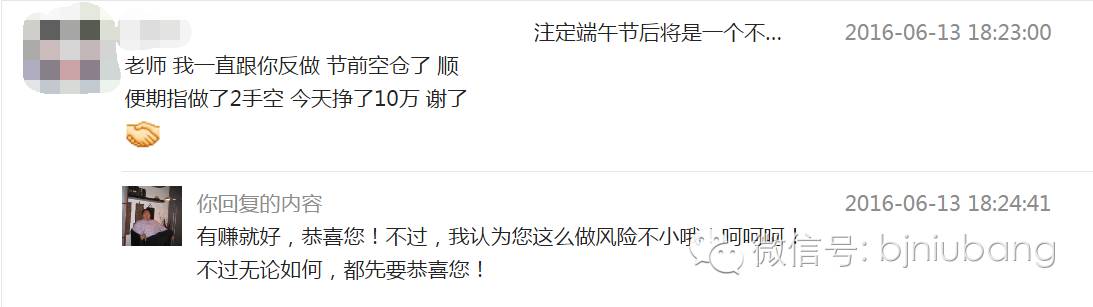 注定端午节后将是一个不... 2016-06-13 18:23:00
老师 我一直跟你反做 节前空仓了 顺
便期指做了2手空 今天挣了10万 谢了
你回复的内容 2016-06-13 18:24:41
有赚就好，恭喜您！不过，我认为您这么做风险不小哦！呵呵呵！
微信号: bjniubang
不过无论如何，都先要恭喜您！